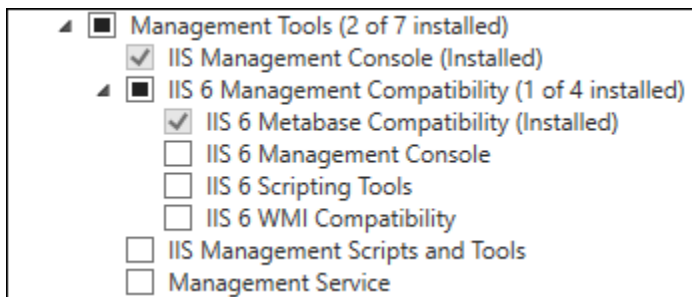 Management Tools (2 of 7 installed)
IIS Management Console (Installed)
IIS 6 Management Compatibility (1 of 4 installed)
IIS 6 Metabase Compatibility (Installed)
IIS 6 Management Console
IIS 6 Scripting Tools
IIS 6 WMI Compatibility
IIS Management Scripts and Tools
Management Service